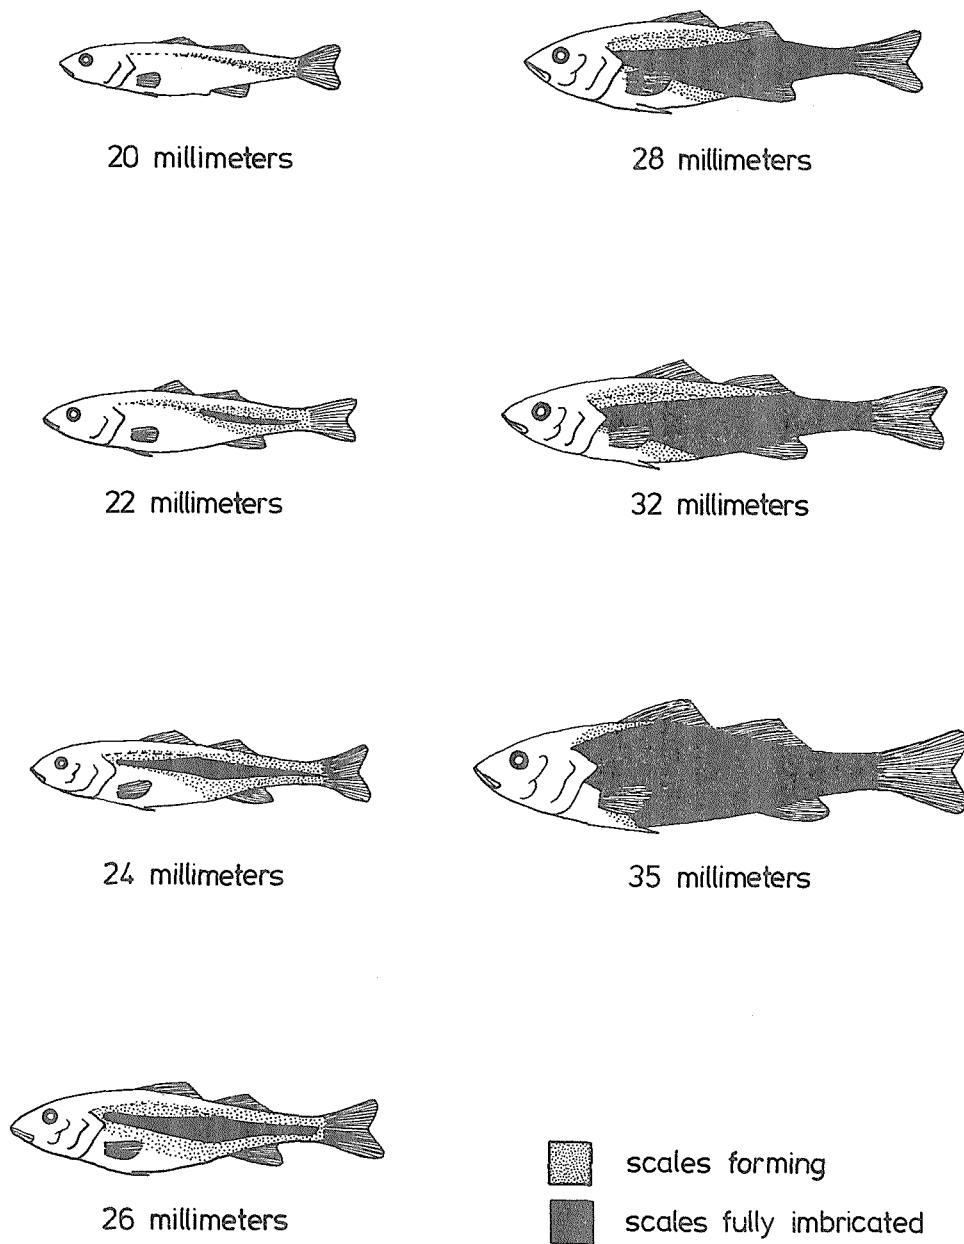 20 millimeters
28 millimeters
22 millimeters
32 millimeters
24 millimeters
35 millimeters
26 millimeters
scales forming
scales fully imbricated